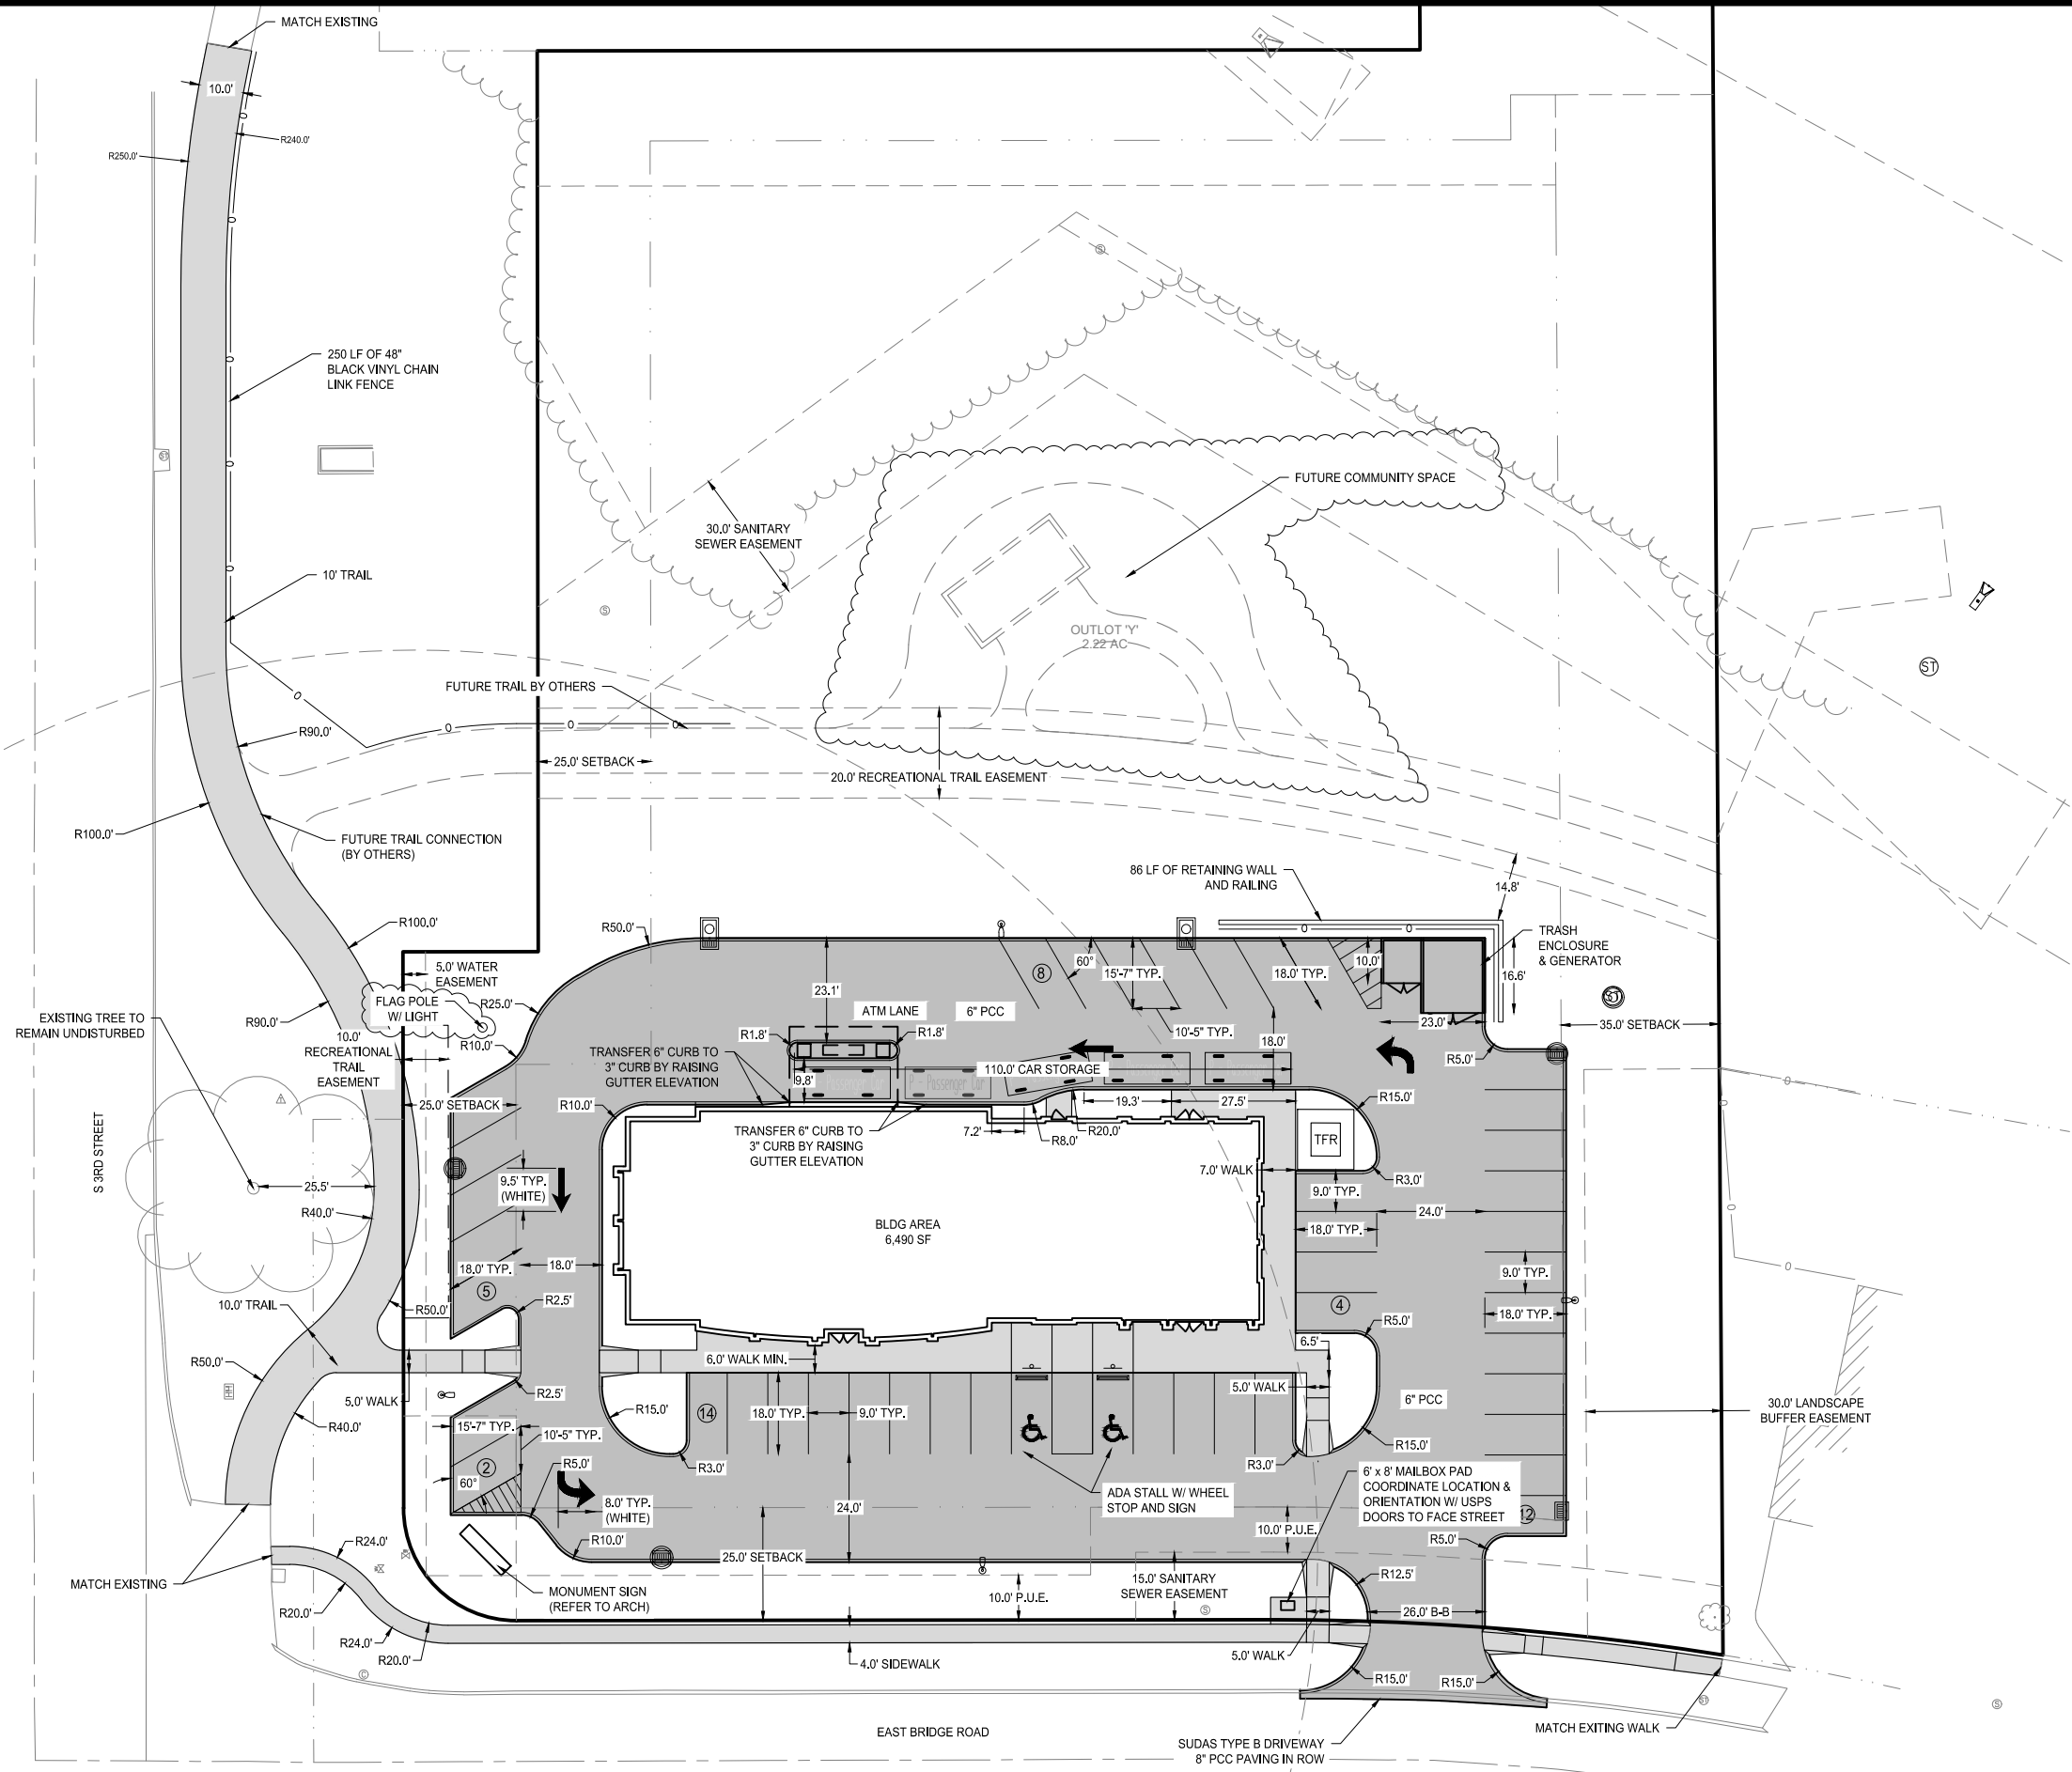 MATCH EXISTING
10.0'
R240.0'
R250.0'
250 LF OF 48"
BLACK VINYL CHAIN
LINK FENCE
ST
FUTURE COMMUNITY SPACE
30.0' SANITARY
SEWER EASEMENT
10' TRAIL
OUTLOT 'Y'
2.22 AC
ST
FUTURE TRAIL BY OTHERS
R90.0'
25.0' SETBACK
20.0' RECREATIONAL TRAIL EASEMENT
R100.0'
FUTURE TRAIL CONNECTION
(BY OTHERS)
86 LF OF RETAINING WALL
AND RAILING
14.8'
R100.0'
R50.0'
TRASH
ENCLOSURE
& GENERATOR
5.0' WATER
EASEMENT
8
60°
15'-7" TYP.
18.0' TYP.
10.0'
16.6'
FLAG POLE
W/ LIGHT
R25.0'
23.1'
ATM LANE
6" PCC
EXISTING TREE TO
REMAIN UNDISTURBED
R90.0'
10.0'
RECREATIONAL
TRAIL
EASEMENT
R10.0'
R1.8'
R1.8'
10'-5" TYP.
23.0'
35.0' SETBACK
18.0'
R5.0'
TRANSFER 6" CURB TO
3" CURB BY RAISING
GUTTER ELEVATION
9.8'
P - Passenger Car
110.0' CAR STORAGE
25.0' SETBACK
R10.0'
19.3'
27.5'
R15.0'
TRANSFER 6" CURB TO
3" CURB BY RAISING
GUTTER ELEVATION
7.2'
R8.0'
R20.0'
TFR
S 3RD STREET
25.5'
9.5' TYP.
(WHITE)
7.0' WALK
R3.0'
9.0' TYP.
R40.0'
24.0'
BLDG AREA
6,490 SF
18.0' TYP.
18.0' TYP.
18.0'
9.0' TYP.
5
R2.5'
4
10.0' TRAIL
R50.0'
18.0' TYP.
R5.0'
6.5'
R50.0'
6.0' WALK MIN.
5.0' WALK
R2.5'
5.0' WALK
6" PCC
30.0' LANDSCAPE
BUFFER EASEMENT
R15.0'
14
18.0' TYP.
9.0' TYP.
R40.0'
15'-7" TYP.
10'-5" TYP.
R15.0'
2
60°
R5.0'
R3.0'
R3.0'
6' x 8' MAILBOX PAD
COORDINATE LOCATION &
ORIENTATION W/ USPS
DOORS TO FACE STREET
ADA STALL W/ WHEEL
STOP AND SIGN
8.0' TYP.
(WHITE)
24.0'
12
10.0' P.U.E.
R24.0'
R10.0'
25.0' SETBACK
R5.0'
MATCH EXISTING
MONUMENT SIGN
(REFER TO ARCH)
10.0' P.U.E.
15.0' SANITARY
SEWER EASEMENT
R12.5'
R20.0'
26.0' B-B
R24.0'
R20.0'
4.0' SIDEWALK
5.0' WALK
R15.0'
R15.0'
EAST BRIDGE ROAD
MATCH EXITING WALK
SUDAS TYPE B DRIVEWAY
8" PCC PAVING IN ROW